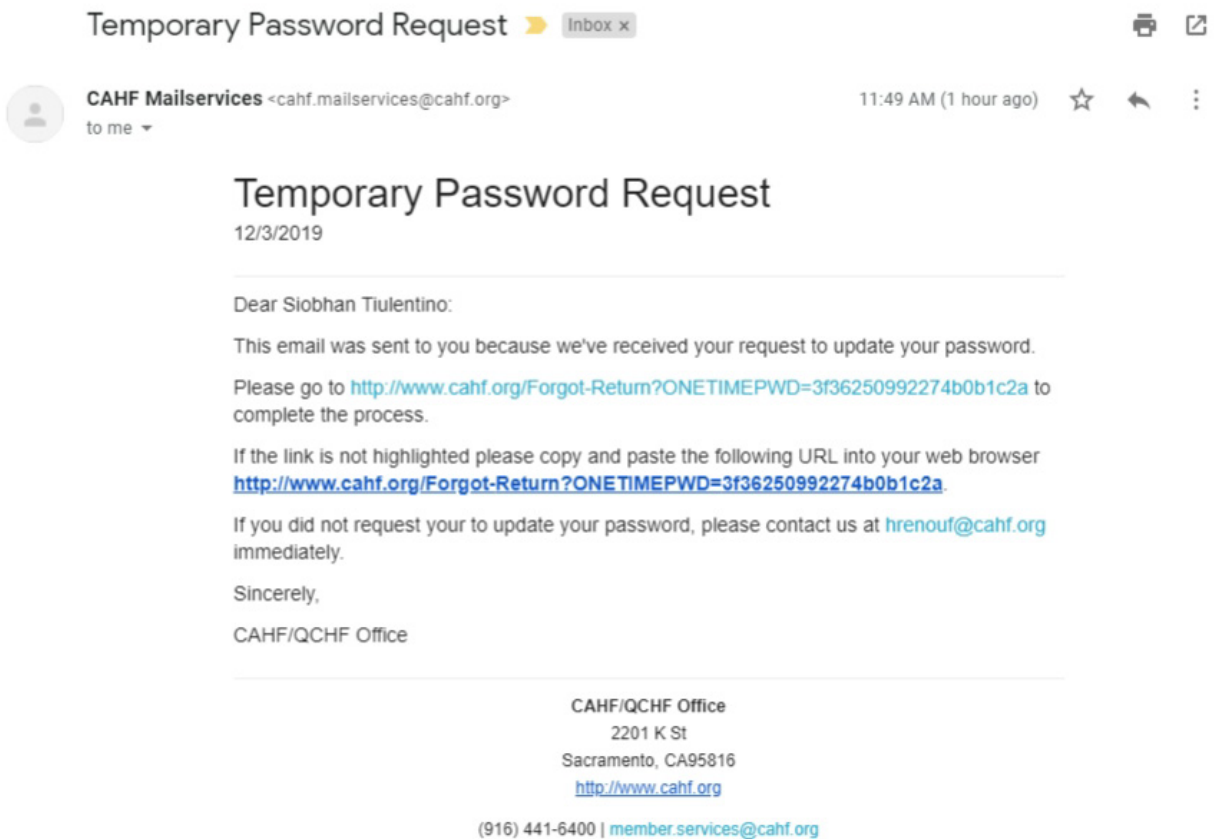 Temporary Password Request Inbox x
CAHF Mailservices <cahf.mailservices@cahf.org> 11:49 AM (1 hour ago)
to me
Temporary Password Request
12/3/2019
Dear Siobhan Tiulentino:
This email was sent to you because we've received your request to update your password.
Please go to http://www.cahf.org/Forgot-Return?ONETIMEPWD=3f36250992274b0b1c2a to
complete the process.
If the link is not highlighted please copy and paste the following URL into your web browser
http://www.cahf.org/Forgot-Return?ONETIMEPWD=3f36250992274b0b1c2a.
If you did not request your to update your password, please contact us at hrenouf@cahf.org
immediately.
Sincerely,
CAHF/QCHF Office
CAHF/QCHF Office
2201 K St
Sacramento, CA95816
http://www.cahf.org
(916) 441-6400 | member.services@cahf.org